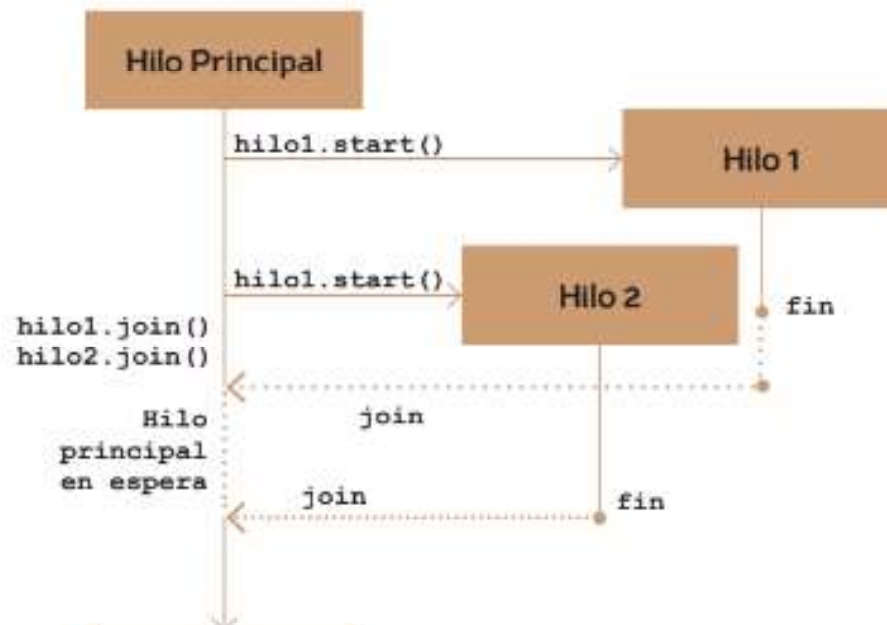 Hilo Principal
hilo1.start()
Hilo 1
hilo1.start()
Hilo 2
fin
hilo1.join()
hilo2.join()
join
Hilo
principal
en espera
join
fin